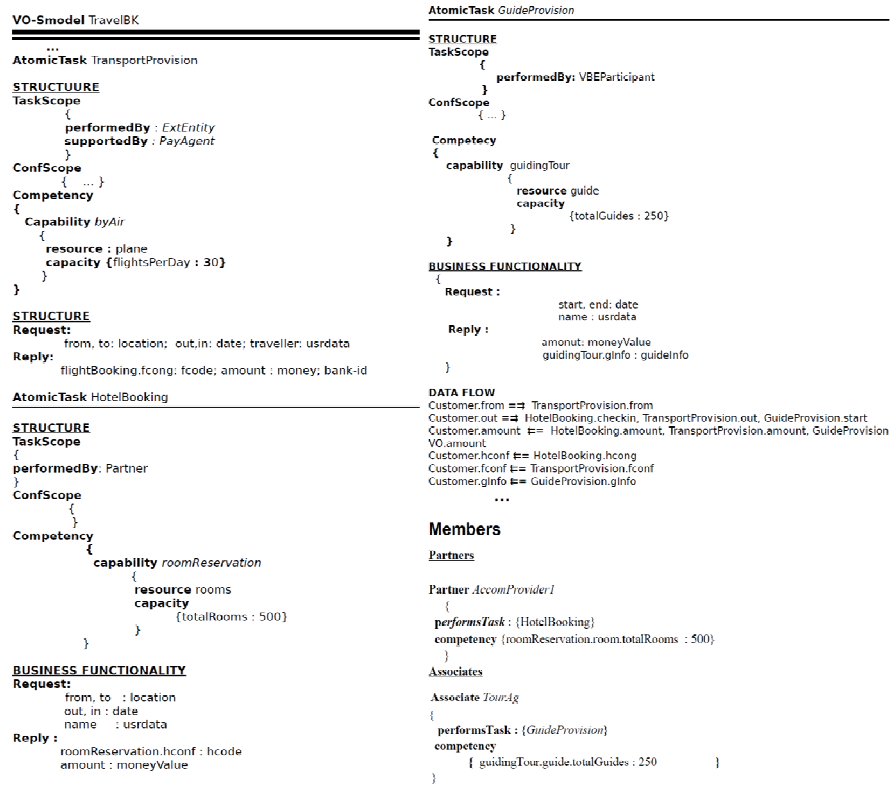 VO-Smodel TravelBK
...
AtomicTask TransportProvision
STRUCTUURE
TaskScope
{
performedBy : ExtEntity
supportedBy : PayAgent
}
ConfScope
{ ... }
Competency
{
Capability byAir
{
resource : plane
capacity {flightsPerDay : 30}
}
}
STRUCTURE
Request:
from, to: location; out,in: date; traveller: usrdata
Reply:
flightBooking.fcong: fcode; amount : money; bank-id
AtomicTask HotelBooking
STRUCTURE
TaskScope
{
performedBy: Partner
}
ConfScope
{
}
Competency
{
capability roomReservation
{
resource rooms
capacity
{totalRooms : 500}
}
}
BUSINESS FUNCTIONALITY
Request:
from, to : location
out, in : date
name : usrdata
Reply :
roomReservation.hconf : hcode
amount : moneyValue
AtomicTask GuideProvision
STRUCTURE
TaskScope
{
performedBy: VBEParticipant
}
ConfScope
{ ... }
Competecy
{
capability guidingTour
{
resource guide
capacity
{totalGuides : 250}
}
}
BUSINESS FUNCTIONALITY
{
Request :
start, end: date
name : usrdata
Reply :
amonut: moneyValue
guidingTour.gInfo : guideInfo
}
DATA FLOW
Customer.from ==⇉ TransportProvision.from
Customer.out ==⇉ HotelBooking.checkin, TransportProvision.out, GuideProvision.start
Customer.amount ⇇== HotelBooking.amount, TransportProvision.amount, GuideProvision
VO.amount
Customer.hconf ⇇== HotelBooking.hcong
Customer.fconf ⇇== TransportProvision.fconf
Customer.gInfo ⇇== GuideProvision.gInfo
...
Members
Partners
Partner AccomProvider1
{
performsTask : {HotelBooking}
competency {roomReservation.room.totalRooms : 500}
}
Associates
Associate TourAg
{
performsTask : {GuideProvision}
competency
{ guidingTour.guide.totalGuides : 250 }
}